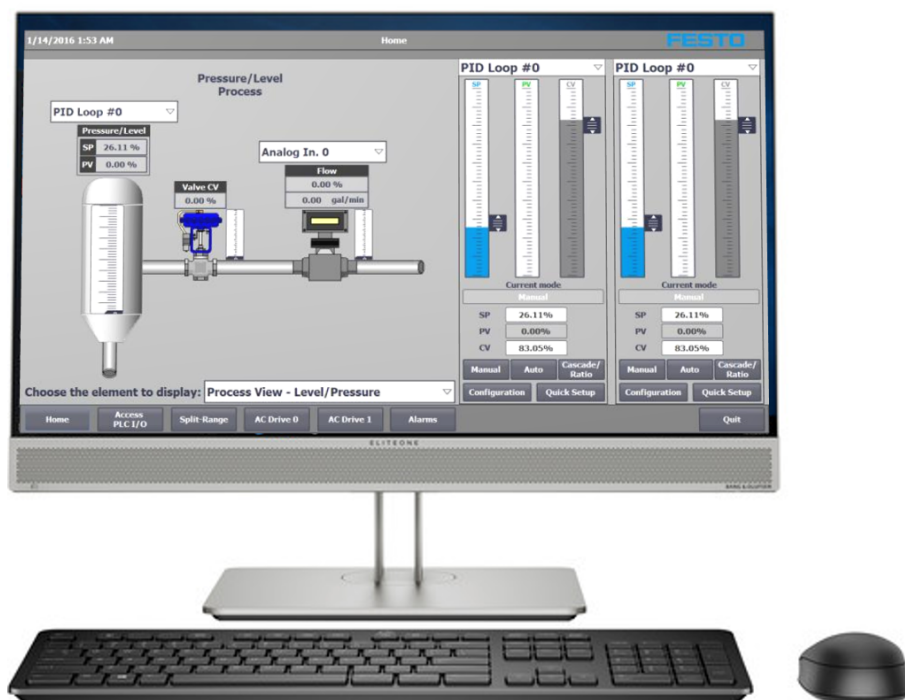 1/14/2016 1:53 AM
Home
FESTO
Pressure/Level
Process
PID Loop #0
Pressure/Level
SP 26.11 %
PV 0.00 %
Valve CV
0.00 %
Analog In. 0
Flow
0.00 %
0.00 gal/min
Choose the element to display: Process View - Level/Pressure
PID Loop #0
SP PV CV
Current mode
Manual
SP 26.11%
PV 0.00%
CV 83.05%
Manual Auto Cascade/
Ratio
Configuration Quick Setup
PID Loop #0
SP PV CV
Current mode
Manual
SP 26.11%
PV 0.00%
CV 83.05%
Manual Auto Cascade/
Ratio
Configuration Quick Setup
Home Access
PLC I/O Split-Range AC Drive 0 AC Drive 1 Alarms Quit
ELITEONE
BANG & OLUFSEN